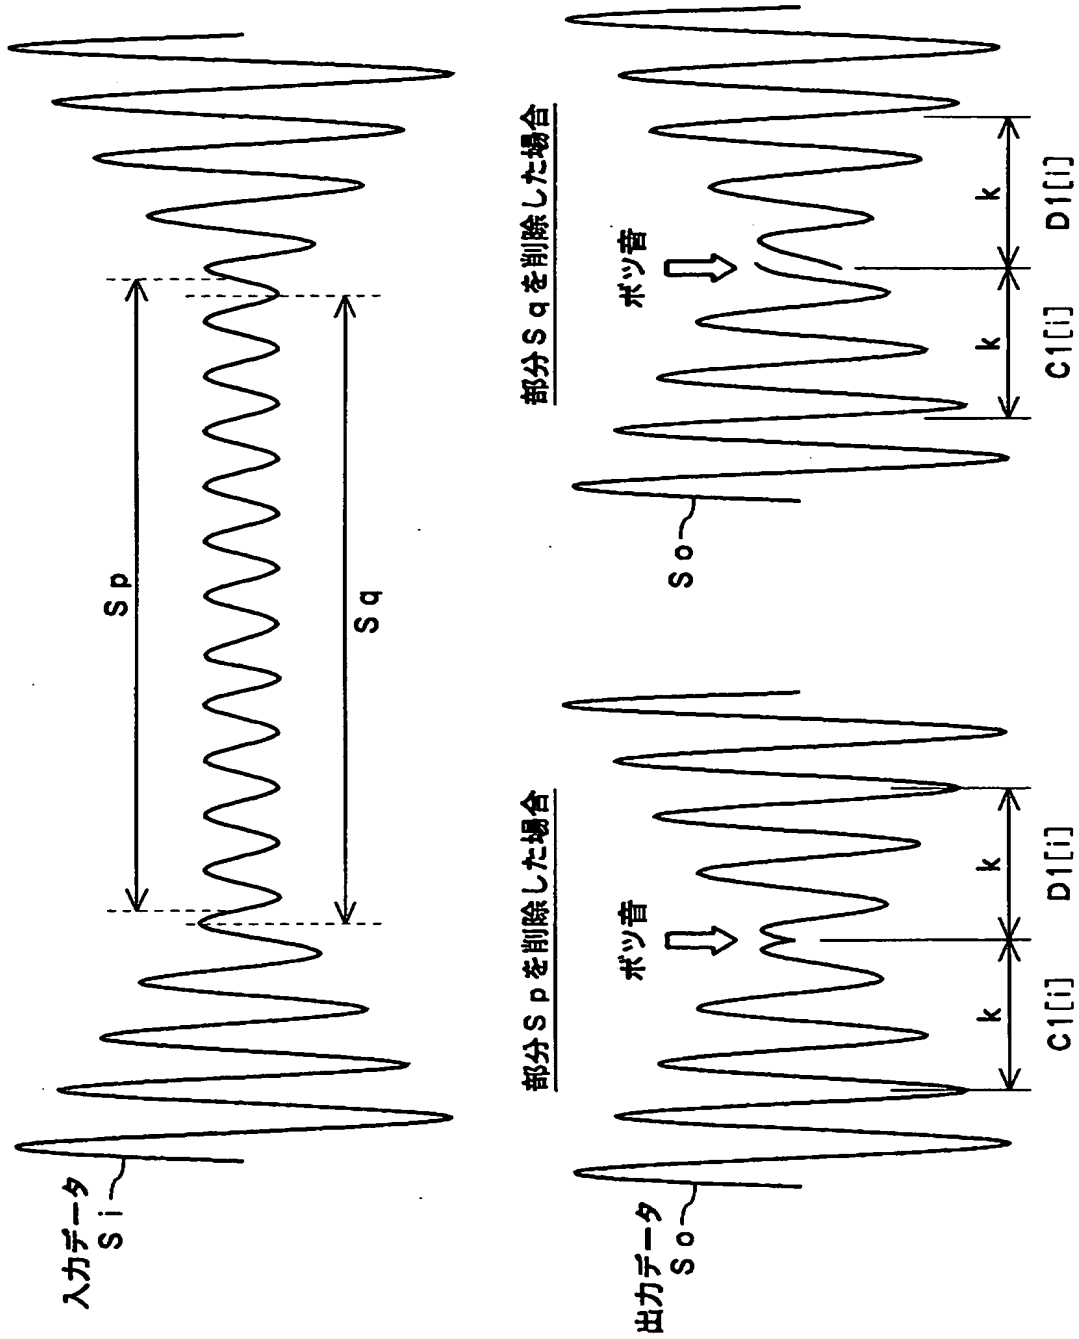 入力データ
Si
Sp
Sq
部分Spを削除した場合
出力データ
So
ボツ音
k
k
C1[i]
D1[i]
部分Sqを削除した場合
So
ボツ音
k
k
C1[i]
D1[i]